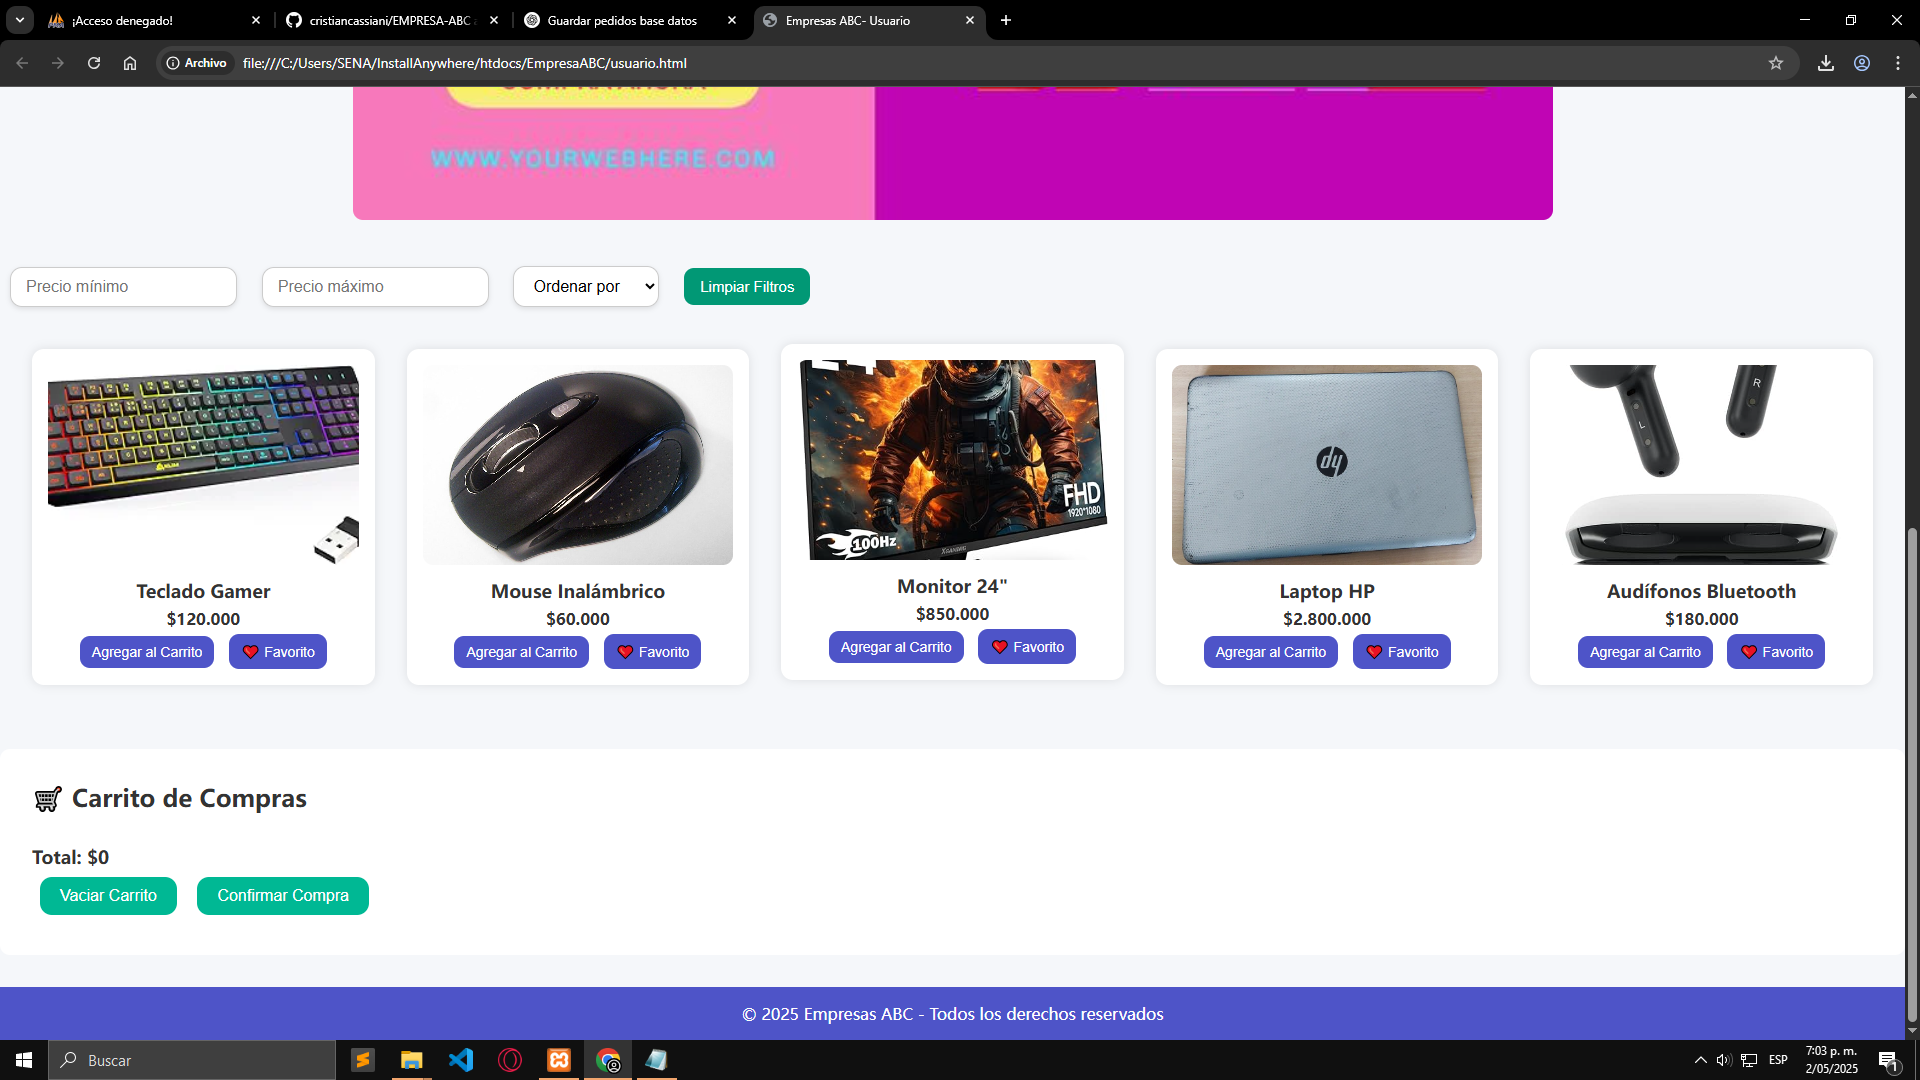 ¡Acceso denegado!
cristiancassiani/EMPRESA-ABC
Guardar pedidos base datos
Empresas ABC- Usuario
Archivo
file:///C:/Users/SENA/InstallAnywhere/htdocs/EmpresaABC/usuario.html
WWW.YOURWEBHERE.COM
Precio mínimo
Precio máximo
Ordenar por
Limpiar Filtros
R
L
FHD
1920*1080
100Hz
Teclado Gamer
$120.000
Agregar al Carrito
Favorito
Mouse Inalámbrico
$60.000
Agregar al Carrito
Favorito
Monitor 24"
$850.000
Agregar al Carrito
Favorito
Laptop HP
$2.800.000
Agregar al Carrito
Favorito
Audífonos Bluetooth
$180.000
Agregar al Carrito
Favorito
Carrito de Compras
Total: $0
Vaciar Carrito
Confirmar Compra
© 2025 Empresas ABC - Todos los derechos reservados
Buscar
ESP
7:03 p. m.
2/05/2025
1